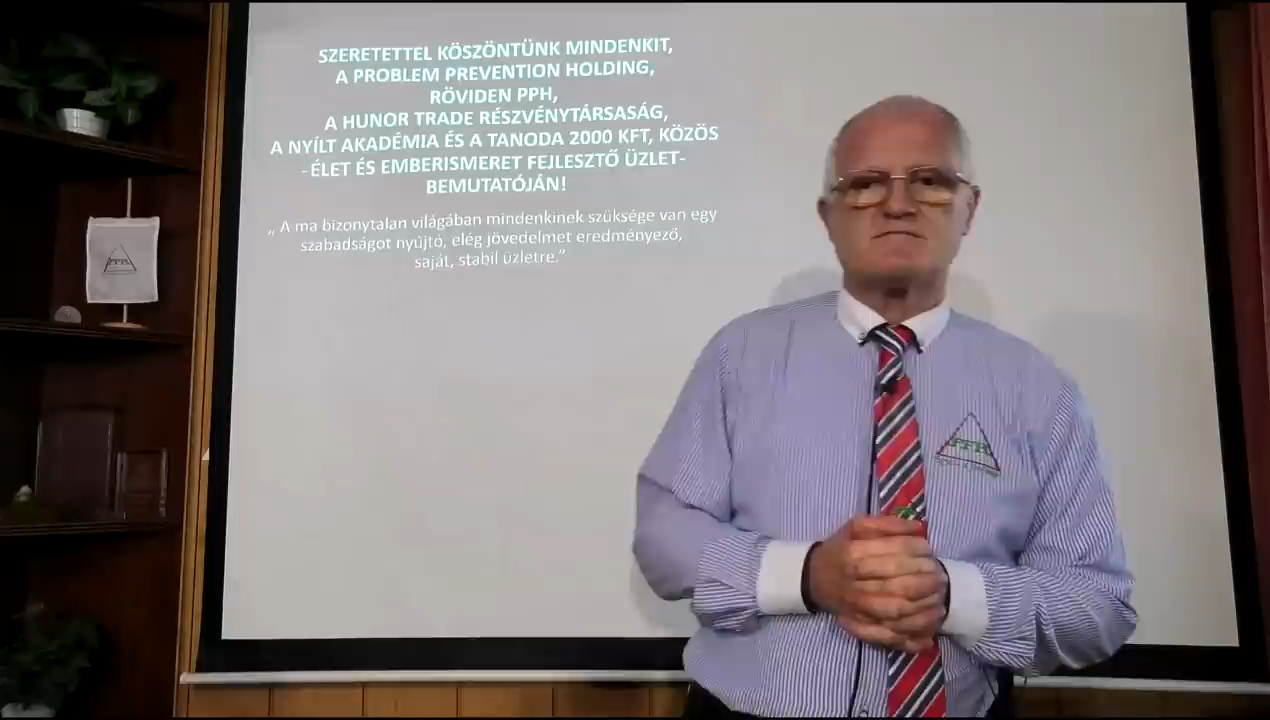 SZERETETTEL KÖSZÖNTÜNK MINDENKIT,
A PROBLEM PREVENTION HOLDING,
RÖVIDEN PPH,
A HUNOR TRADE RÉSZVÉNYTÁRSASÁG,
A NYÍLT AKADÉMIA ÉS A TANODA 2000 KFT, KÖZÖS
- ÉLET ÉS EMBERISMERET FEJLESZTŐ ÜZLET-
BEMUTATÓJÁN!
„ A ma bizonytalan világában mindenkinek szüksége van egy
szabadságot nyújtó, elég jövedelmet eredményező,
saját, stabil üzletre.”
PPH
PPH